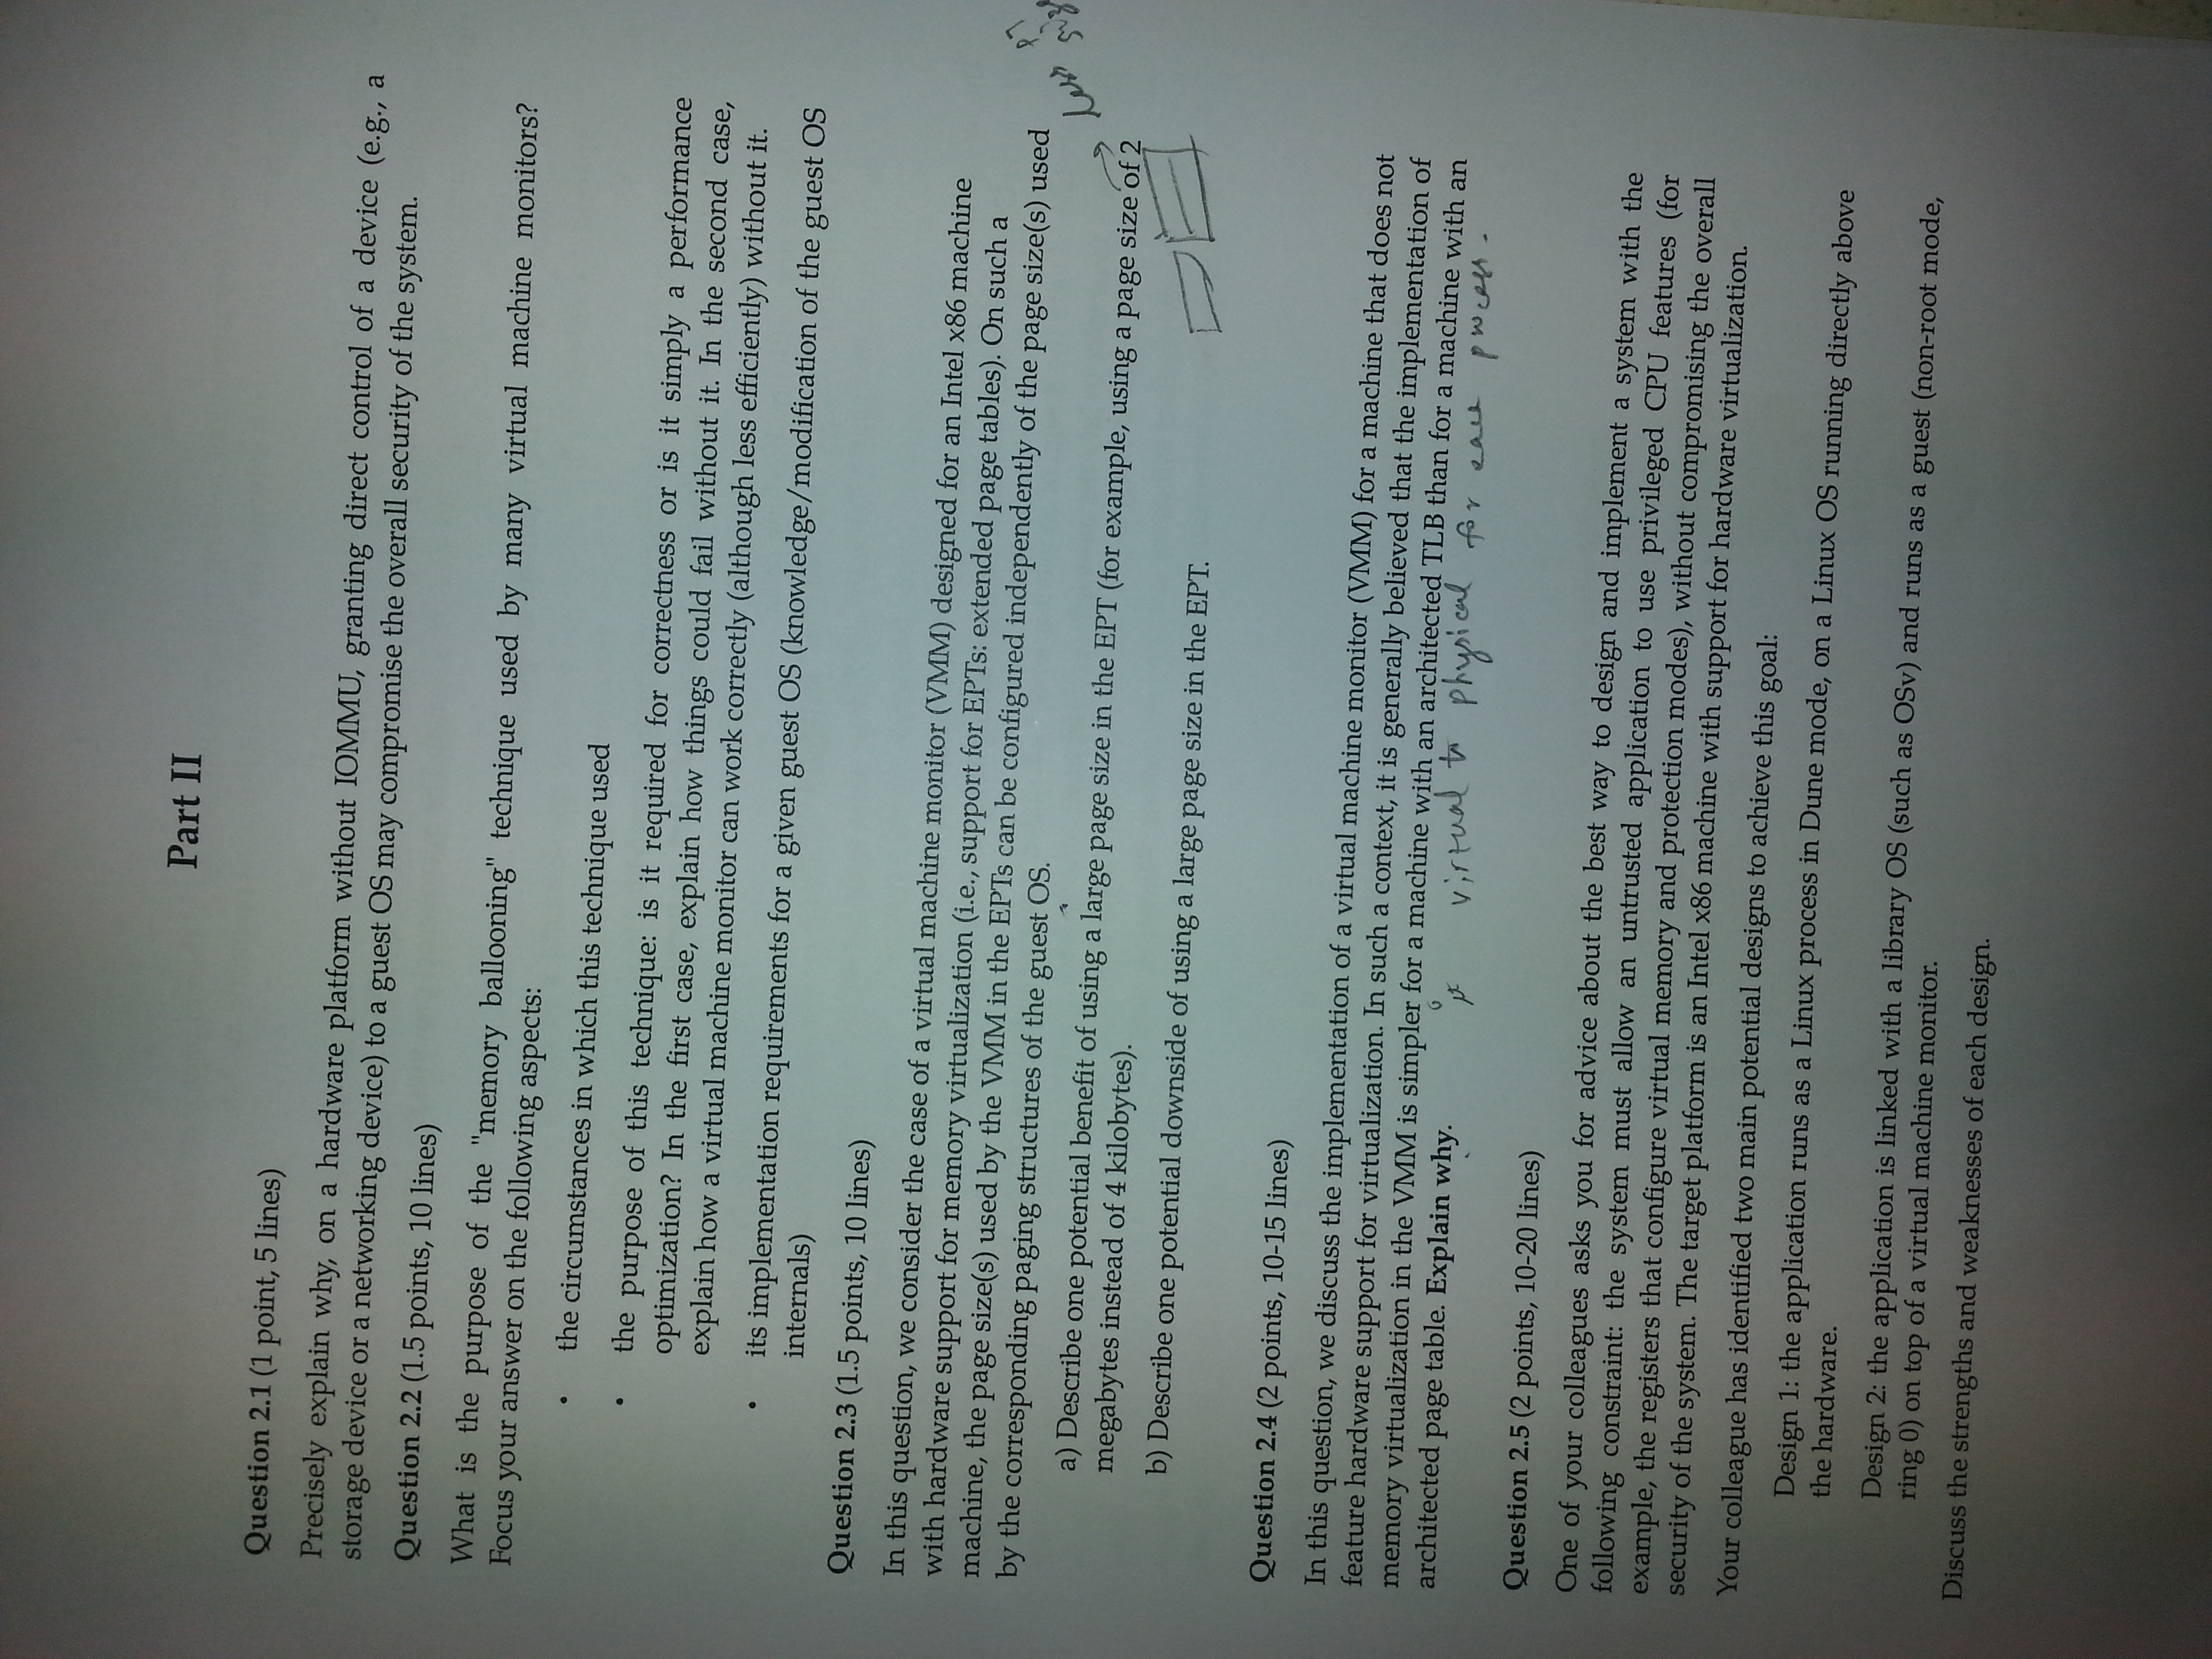 Part II
Question 2.1 (1 point, 5 lines)
Precisely explain why, on a hardware platform without IOMMU, granting direct control of a device (e.g., a
storage device or a networking device) to a guest OS may compromise the overall security of the system.
Question 2.2 (1.5 points, 10 lines)
What is the purpose of the "memory ballooning" technique used by many virtual machine monitors?
Focus your answer on the following aspects:
• the circumstances in which this technique used
• the purpose of this technique: is it required for correctness or is it simply a performance
optimization? In the first case, explain how things could fail without it. In the second case,
explain how a virtual machine monitor can work correctly (although less efficiently) without it.
• its implementation requirements for a given guest OS (knowledge/modification of the guest OS
internals)
Question 2.3 (1.5 points, 10 lines)
In this question, we consider the case of a virtual machine monitor (VMM) designed for an Intel x86 machine
with hardware support for memory virtualization (i.e., support for EPTs: extended page tables). On such a
machine, the page size(s) used by the VMM in the EPTs can be configured independently of the page size(s) used
by the corresponding paging structures of the guest OS.
less PT
size
a) Describe one potential benefit of using a large page size in the EPT (for example, using a page size of 2
megabytes instead of 4 kilobytes).
b) Describe one potential downside of using a large page size in the EPT.
Question 2.4 (2 points, 10-15 lines)
In this question, we discuss the implementation of a virtual machine monitor (VMM) for a machine that does not
feature hardware support for virtualization. In such a context, it is generally believed that the implementation of
memory virtualization in the VMM is simpler for a machine with an architected TLB than for a machine with an
architected page table. Explain why.
virtual to physical for each process.
Question 2.5 (2 points, 10-20 lines)
One of your colleagues asks you for advice about the best way to design and implement a system with the
following constraint: the system must allow an untrusted application to use privileged CPU features (for
example, the registers that configure virtual memory and protection modes), without compromising the overall
security of the system. The target platform is an Intel x86 machine with support for hardware virtualization.
Your colleague has identified two main potential designs to achieve this goal:
Design 1: the application runs as a Linux process in Dune mode, on a Linux OS running directly above
the hardware.
Design 2: the application is linked with a library OS (such as OSv) and runs as a guest (non-root mode,
ring 0) on top of a virtual machine monitor.
Discuss the strengths and weaknesses of each design.